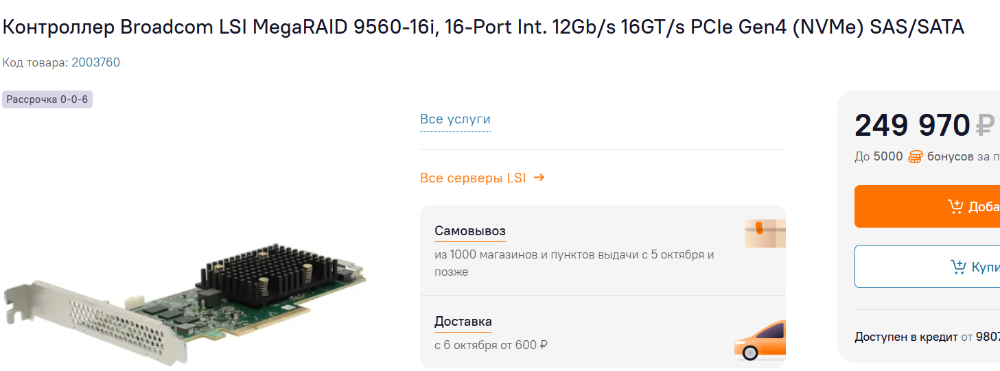 Контроллер Broadcom LSI MegaRAID 9560-16i, 16-Port Int. 12Gb/s 16GT/s PCIe Gen4 (NVMe) SAS/SATA
Код товара: 2003760
Рассрочка 0-0-6
Все услуги
Все серверы LSI →
Самовывоз
из 1000 магазинов и пунктов выдачи с 5 октября и
позже
Доставка
с 6 октября от 600 ₽
249 970 ₽
До 5000 бонусов за п
Доба
Купи
Доступен в кредит от 980